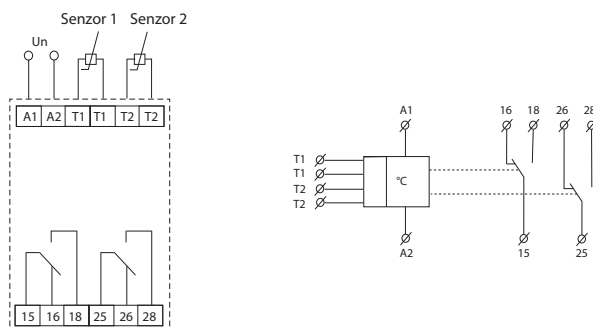 Senzor 1 Senzor 2
Un
A1 A2 T1 T1 T2 T2
15 16 18 25 26 28
A1 16 18 26 28
T1
T1 °C
T2
T2
A2 15 25